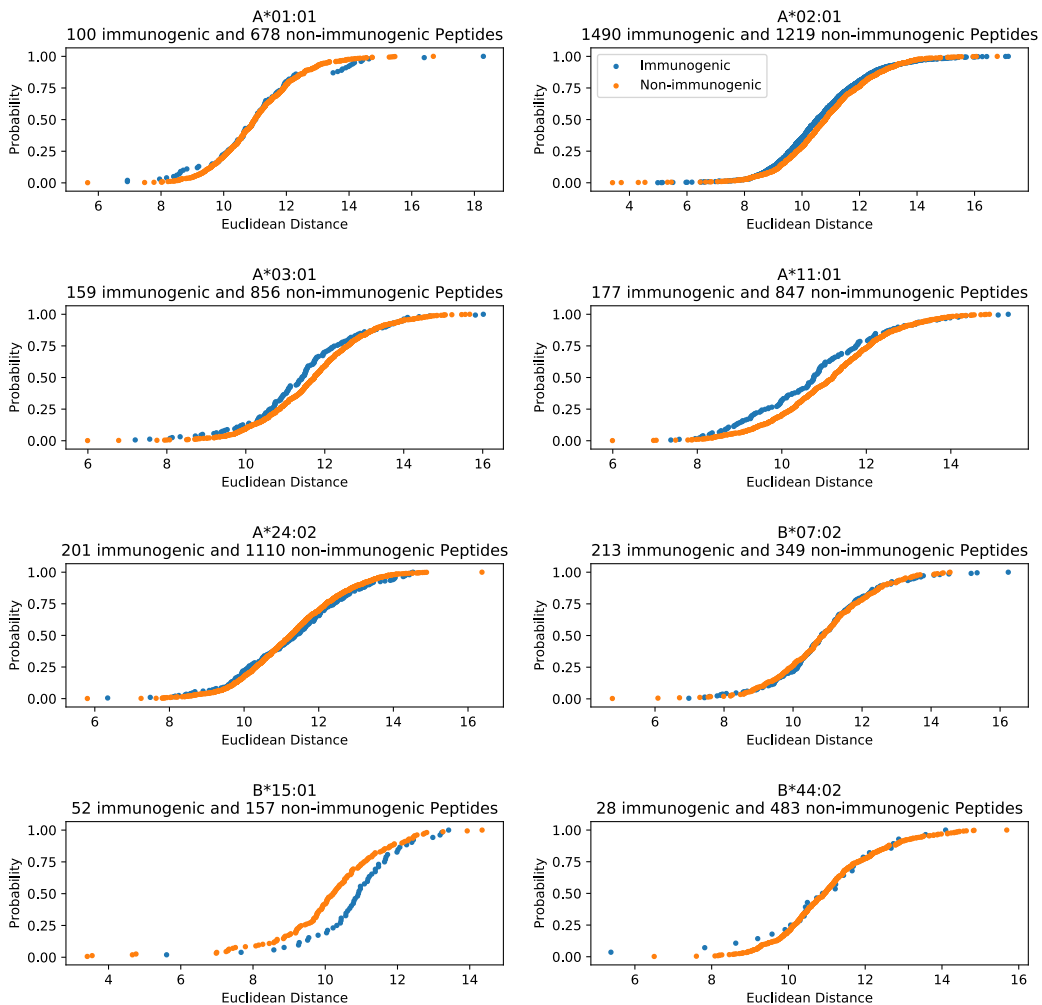 A*01:01
100 immunogenic and 678 non-immunogenic Peptides
1.00
0.75
0.50
0.25
0.00
Probability
6 8 10 12 14 16 18
Euclidean Distance
A*02:01
1490 immunogenic and 1219 non-immunogenic Peptides
Immunogenic
Non-immunogenic
1.00
0.75
0.50
0.25
0.00
Probability
4 6 8 10 12 14 16
Euclidean Distance
A*03:01
159 immunogenic and 856 non-immunogenic Peptides
1.00
0.75
0.50
0.25
0.00
Probability
6 8 10 12 14 16
Euclidean Distance
A*11:01
177 immunogenic and 847 non-immunogenic Peptides
1.00
0.75
0.50
0.25
0.00
Probability
6 8 10 12 14
Euclidean Distance
A*24:02
201 immunogenic and 1110 non-immunogenic Peptides
1.00
0.75
0.50
0.25
0.00
Probability
6 8 10 12 14 16
Euclidean Distance
B*07:02
213 immunogenic and 349 non-immunogenic Peptides
1.00
0.75
0.50
0.25
0.00
Probability
6 8 10 12 14 16
Euclidean Distance
B*15:01
52 immunogenic and 157 non-immunogenic Peptides
1.00
0.75
0.50
0.25
0.00
Probability
4 6 8 10 12 14
Euclidean Distance
B*44:02
28 immunogenic and 483 non-immunogenic Peptides
1.00
0.75
0.50
0.25
0.00
Probability
6 8 10 12 14 16
Euclidean Distance